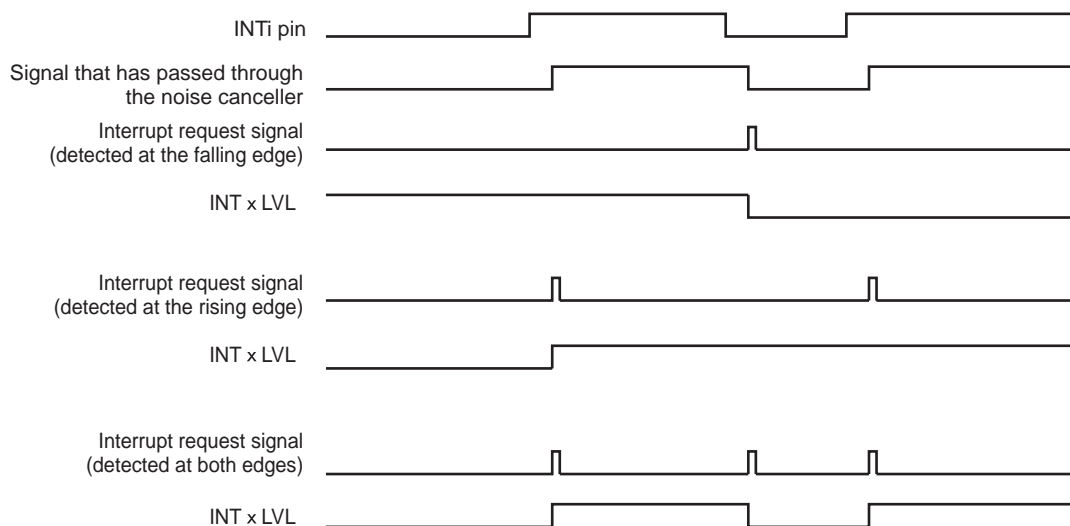 INTi pin
Signal that has passed through
the noise canceller
Interrupt request signal
(detected at the falling edge)
INT x LVL
Interrupt request signal
(detected at the rising edge)
INT x LVL
Interrupt request signal
(detected at both edges)
INT x LVL